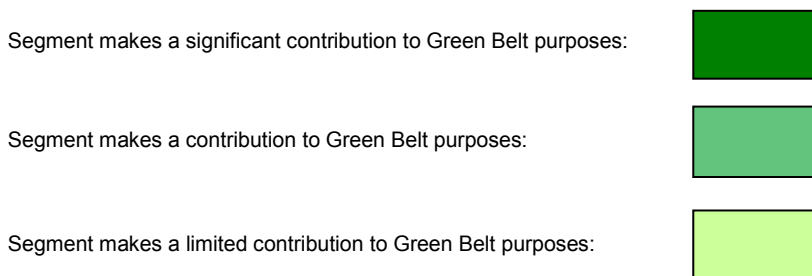 Segment makes a significant contribution to Green Belt purposes:
Segment makes a contribution to Green Belt purposes:
Segment makes a limited contribution to Green Belt purposes: